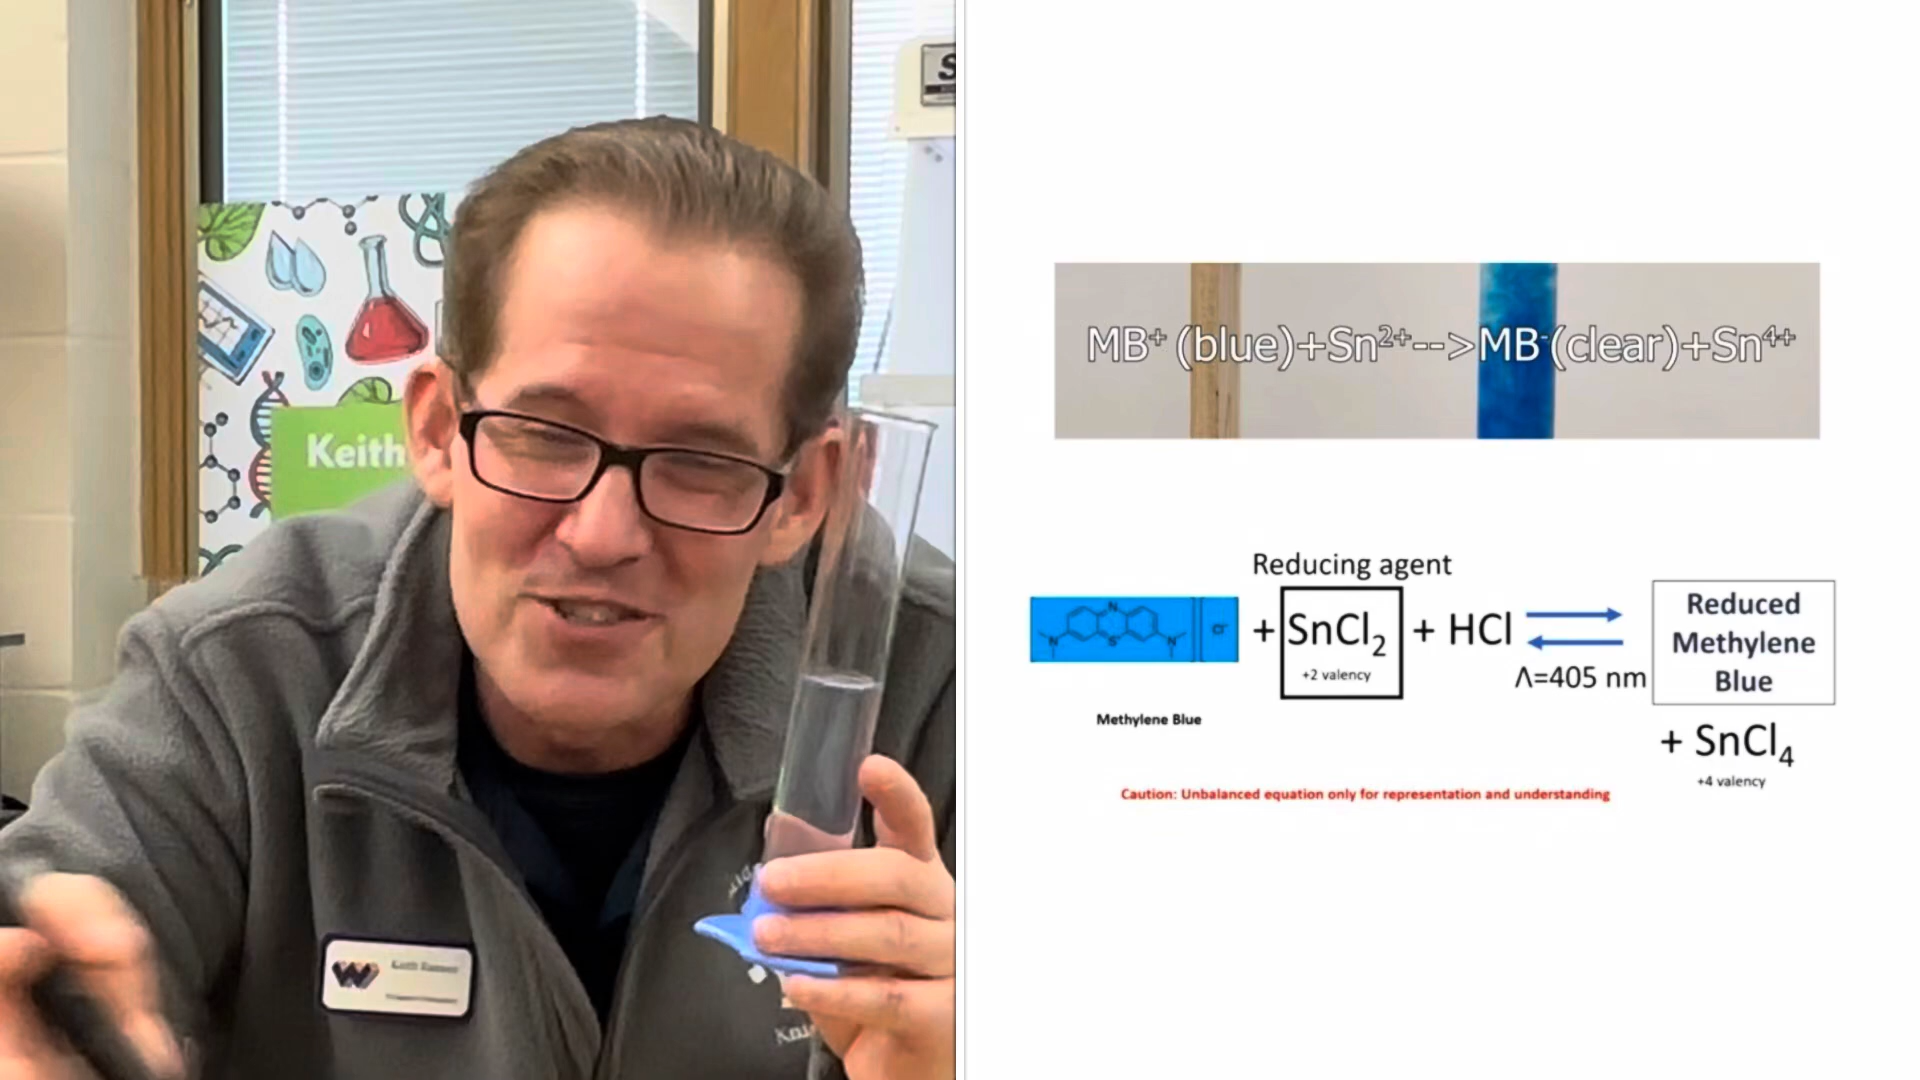 S
Keith
W
MB⁺ (blue)+Sn²⁺-->MB⁻(clear)+Sn⁴⁺
Reducing agent
N N S N Cl⁻ + SnCl₂ + HCl
+2 valency
Λ=405 nm
Reduced
Methylene
Blue
Methylene Blue
+ SnCl₄
+4 valency
Caution: Unbalanced equation only for representation and understanding